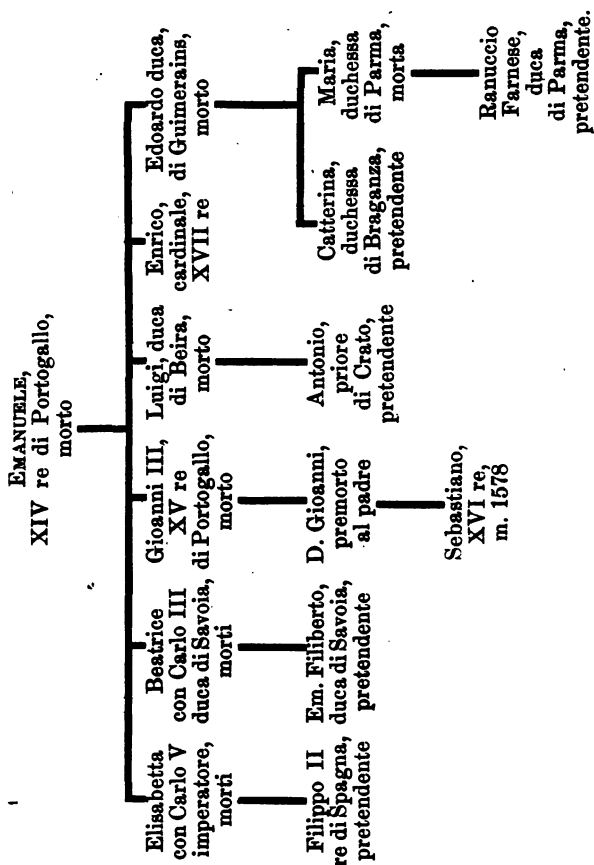 EMANUELE,
XIV re di Portogallo,
morto
Elisabetta
con Carlo V
imperatore,
morti
Beatrice
con Carlo III
duca di Savoia,
morti
Gioanni III,
XV re
di Portogallo,
morto
Luigi, duca
di Beira,
morto
Enrico,
cardinale,
XVII re
Edoardo duca,
di Guimerains,
morto
Filippo II
re di Spagna,
pretendente
Em. Filiberto,
duca di Savoia,
pretendente
D. Gioanni,
premorto
al padre
Antonio,
priore
di Crato,
pretendente
Catterina,
duchessa
di Braganza,
pretendente
Maria,
duchessa
di Parma,
morta
Sebastiano,
XVI re,
m. 1578
Ranuccio
Farnese,
duca
di Parma,
pretendente.